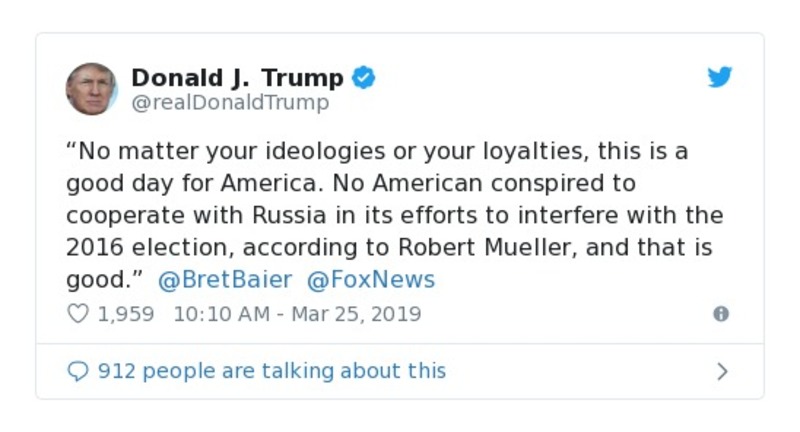 Donald J. Trump
@realDonaldTrump
“No matter your ideologies or your loyalties, this is a
good day for America. No American conspired to
cooperate with Russia in its efforts to interfere with the
2016 election, according to Robert Mueller, and that is
good.” @BretBaier @FoxNews
1,959 10:10 AM - Mar 25, 2019
912 people are talking about this